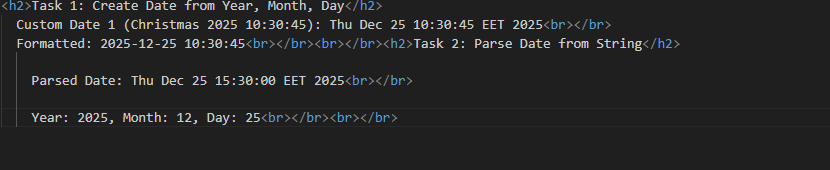 <h2>Task 1: Create Date from Year, Month, Day</h2>
Custom Date 1 (Christmas 2025 10:30:45): Thu Dec 25 10:30:45 EET 2025<br></br>
Formatted: 2025-12-25 10:30:45<br></br><br></br><h2>Task 2: Parse Date from String</h2>
Parsed Date: Thu Dec 25 15:30:00 EET 2025<br></br>
Year: 2025, Month: 12, Day: 25<br></br><br></br>